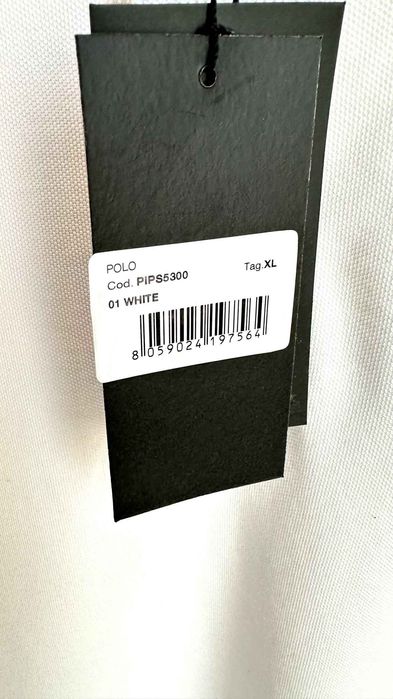 POLO
Cod. PIPS5300 Tag.XL
01 WHITE
8 059024 197564